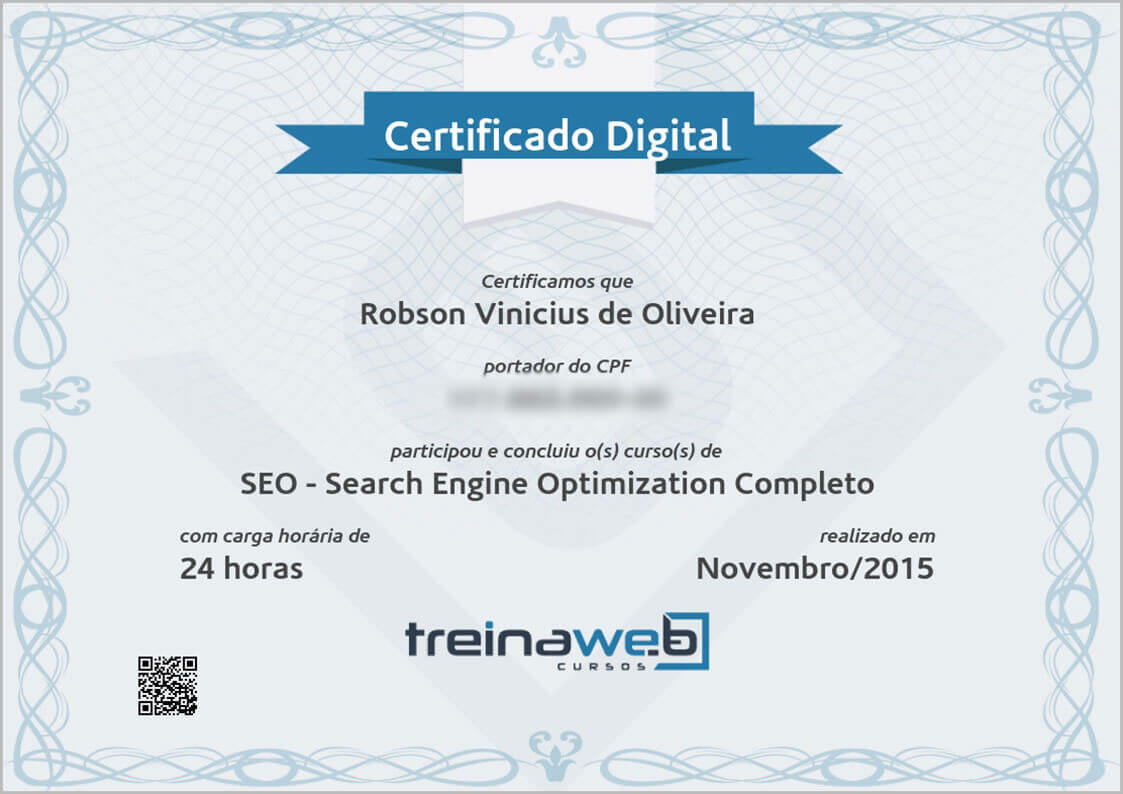 Certificado Digital
Certificamos que
Robson Vinicius de Oliveira
portador do CPF
participou e concluiu o(s) curso(s) de
SEO - Search Engine Optimization Completo
com carga horária de
24 horas
realizado em
Novembro/2015
treinaweb
CURSOS